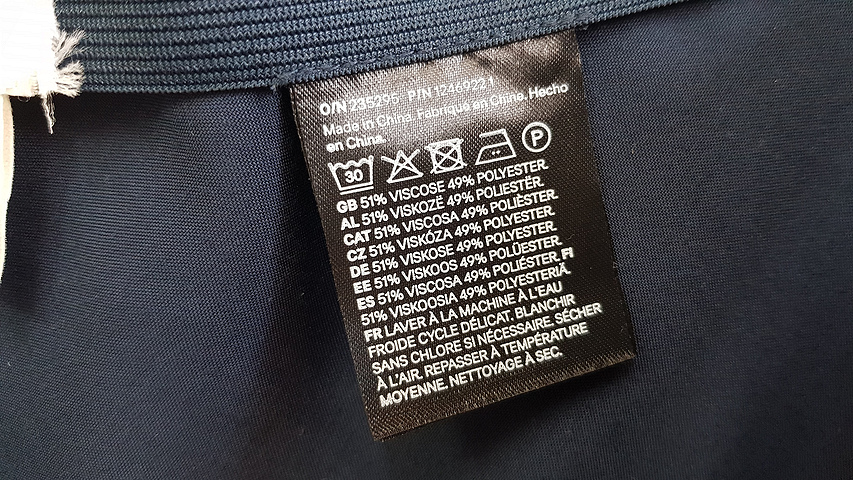 O/N 235295 P/N 12469221
Made in China. Fabriqué en Chine. Hecho
en China.
30 P
GB 51% VISCOSE 49% POLYESTER.
AL 51% VISKOZË 49% POLIESTËR.
CAT 51% VISCOSA 49% POLIÈSTER.
CZ 51% VISKÓZA 49% POLYESTER.
DE 51% VISKOSE 49% POLYESTER.
EE 51% VISKOOS 49% POLÜESTER.
ES 51% VISCOSA 49% POLIÉSTER. FI
51% VISKOOSIA 49% POLYESTERIÄ.
FR LAVER À LA MACHINE À L'EAU
FROIDE CYCLE DÉLICAT. BLANCHIR
SANS CHLORE SI NÉCESSAIRE. SÉCHER
À L'AIR. REPASSER À TEMPÉRATURE
MOYENNE. NETTOYAGE À SEC.